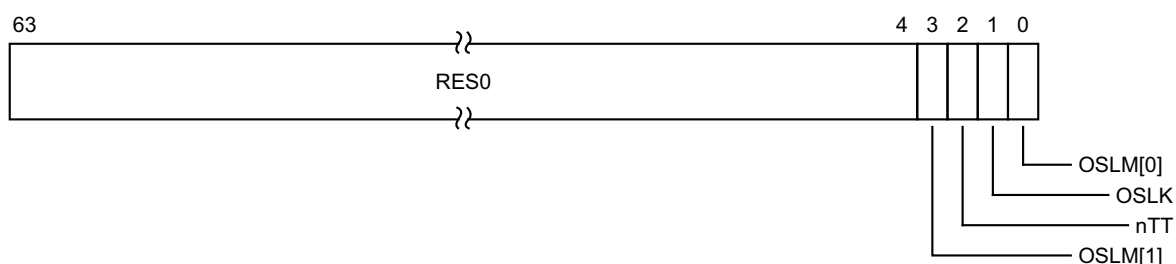 63 4 3 2 1 0
RES0
OSLM[0]
OSLK
nTT
OSLM[1]